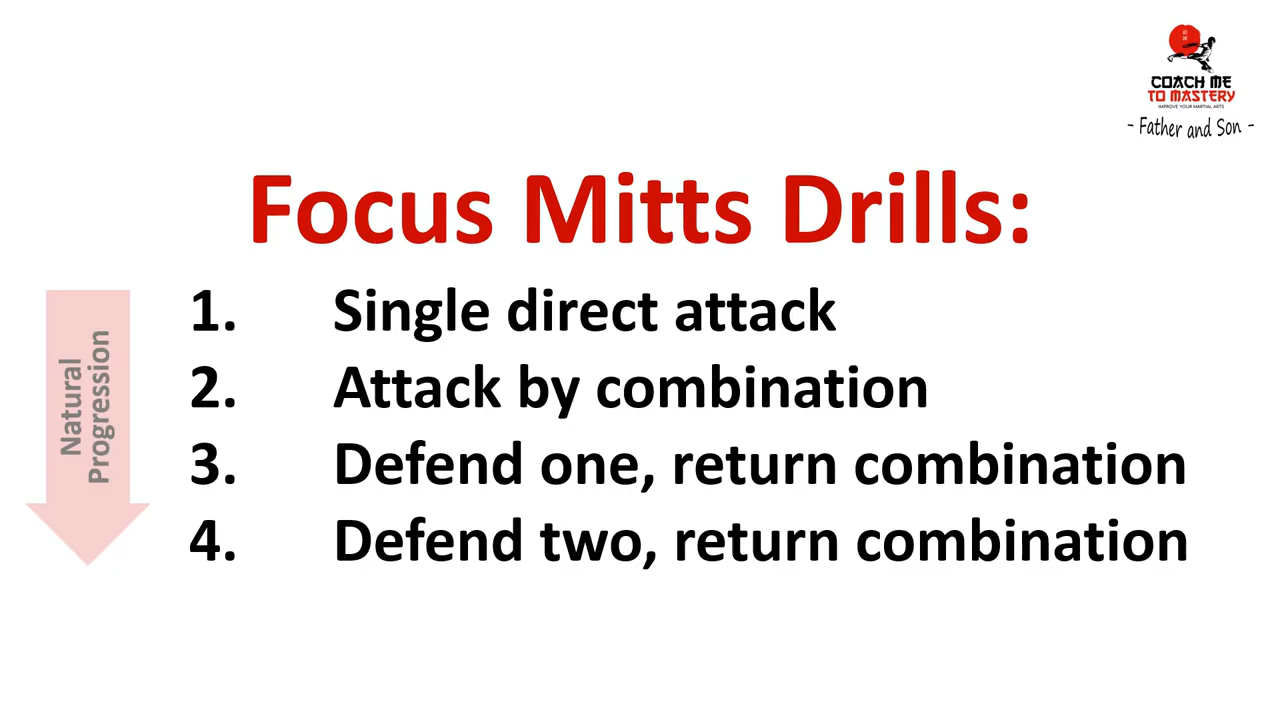 COACH ME
TO MASTERY
IMPROVE YOUR MARTIAL ARTS
- Father and Son -
Focus Mitts Drills:
Natural
Progression
1. Single direct attack
2. Attack by combination
3. Defend one, return combination
4. Defend two, return combination